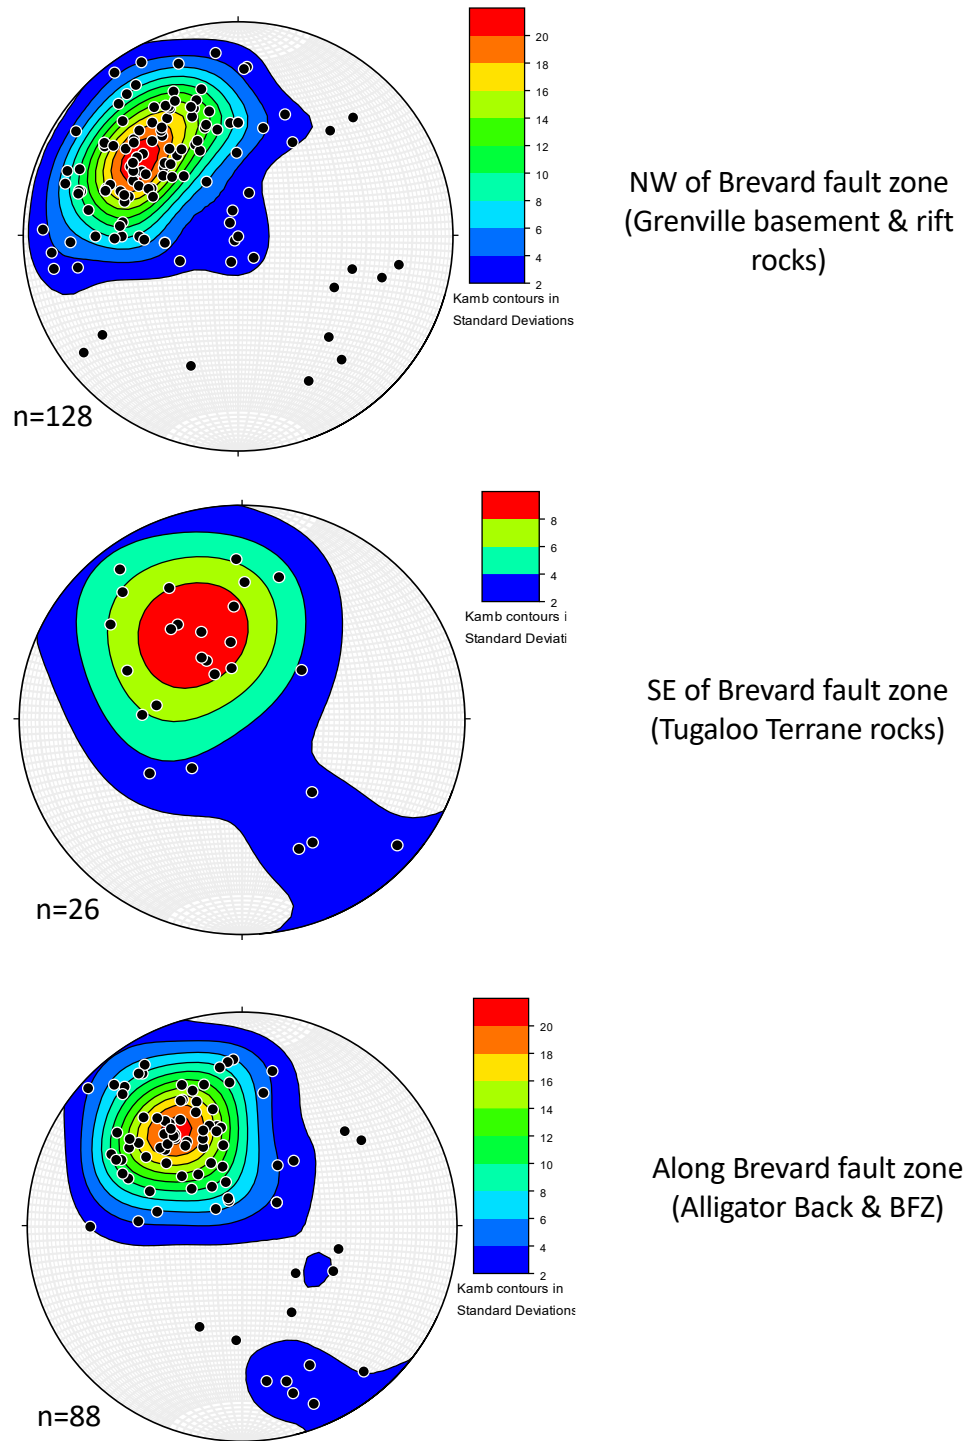 20
18
16
14
12
10
8
6
4
2
Kamb contours in
Standard Deviations
NW of Brevard fault zone
(Grenville basement & rift
rocks)
n=128
8
6
4
2
Kamb contours i
Standard Deviati
SE of Brevard fault zone
(Tugaloo Terrane rocks)
n=26
20
18
16
14
12
10
8
6
4
2
Kamb contours in
Standard Deviations
Along Brevard fault zone
(Alligator Back & BFZ)
n=88